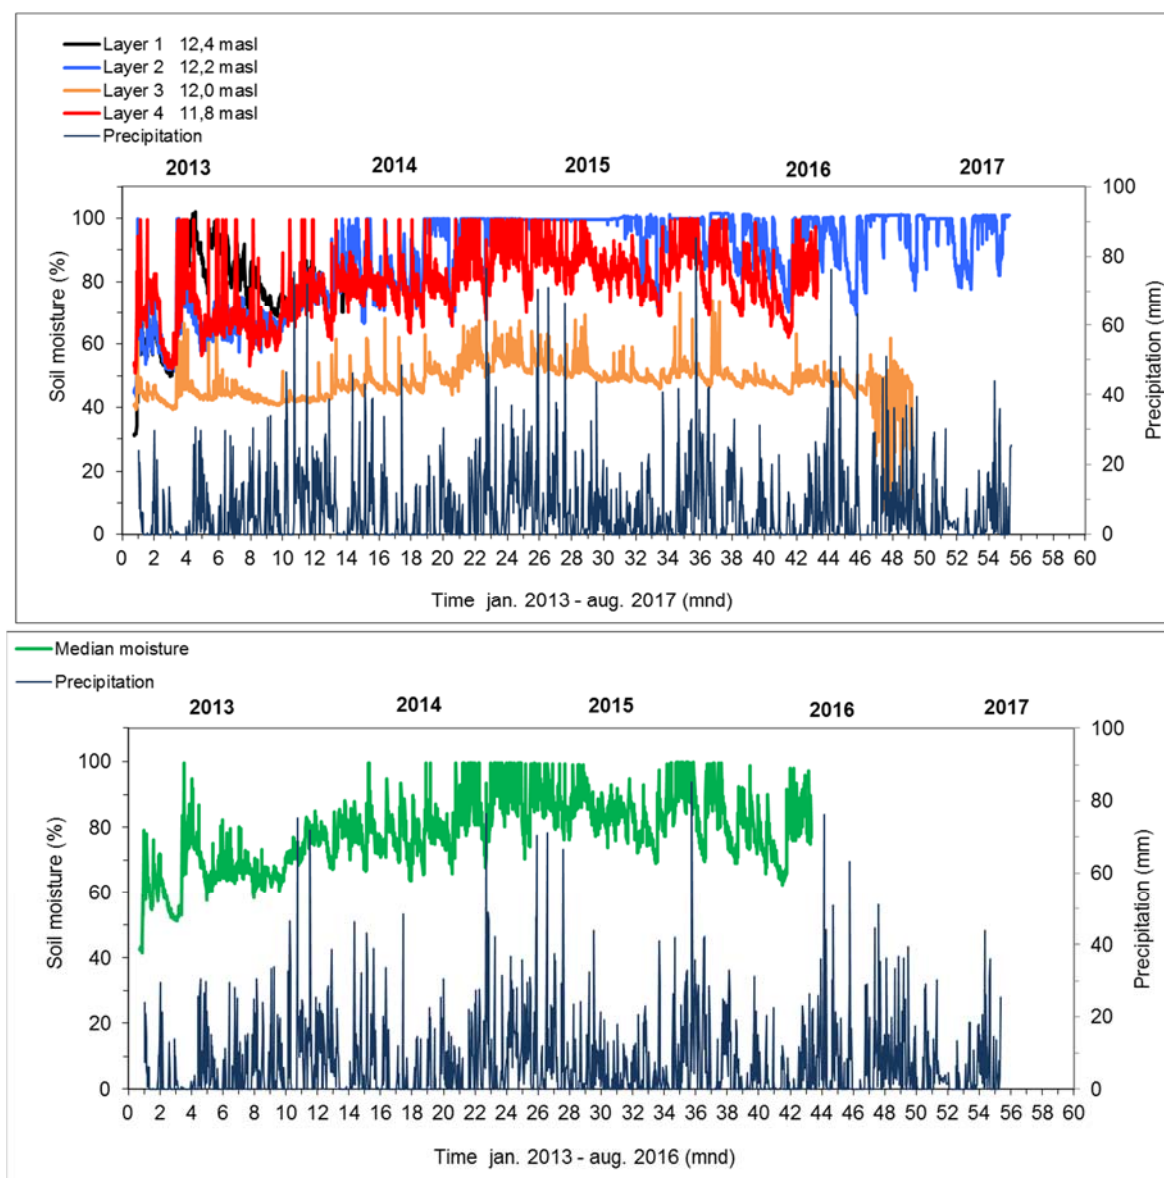 Layer 1 12,4 masl
Layer 2 12,2 masl
Layer 3 12,0 masl
Layer 4 11,8 masl
Precipitation
2013 2014 2015 2016 2017
100
80
60
40
20
0
Soil moisture (%)
100
90
80
70
60
50
40
30
20
10
0
Precipitation (mm)
0 2 4 6 8 10 12 14 16 18 20 22 24 26 28 30 32 34 36 38 40 42 44 46 48 50 52 54 56 58 60
Time jan. 2013 - aug. 2017 (mnd)
Median moisture
Precipitation
2013 2014 2015 2016 2017
100
80
60
40
20
0
Soil moisture (%)
100
80
60
40
20
0
Precipitation (mm)
0 2 4 6 8 10 12 14 16 18 20 22 24 26 28 30 32 34 36 38 40 42 44 46 48 50 52 54 56 58 60
Time jan. 2013 - aug. 2016 (mnd)